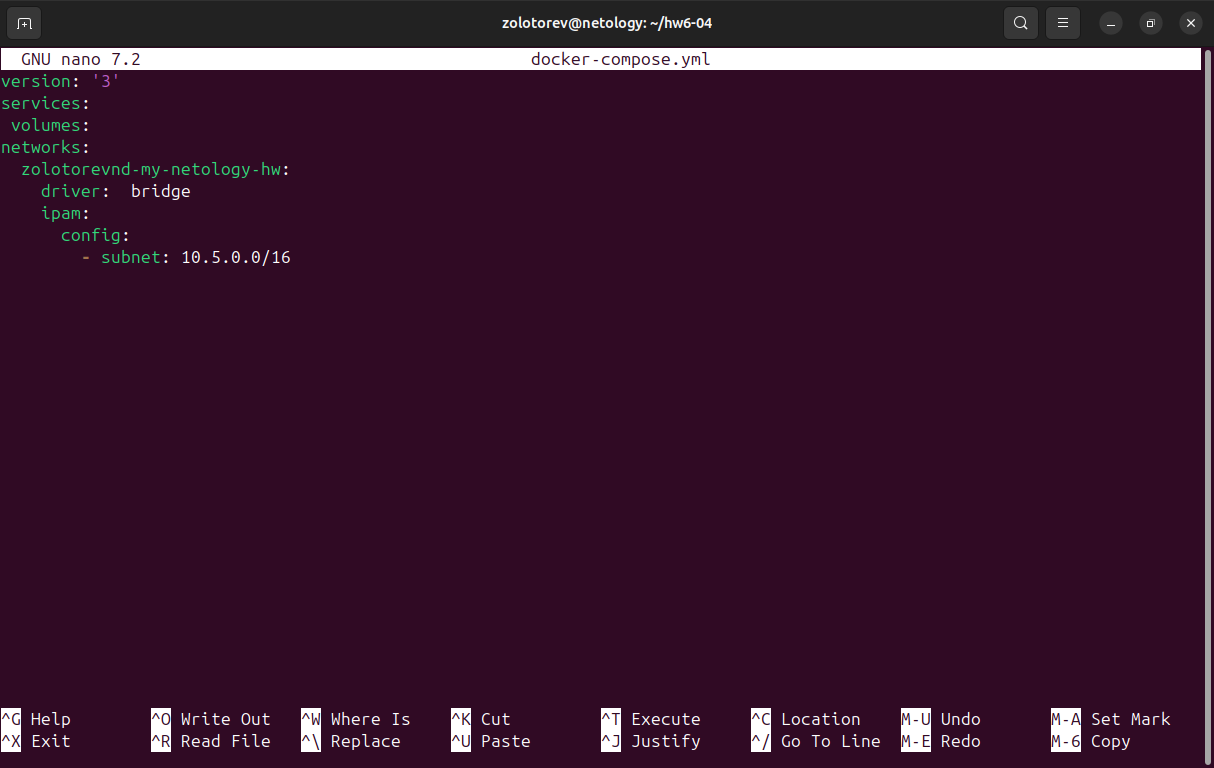 zolotorev@netology: ~/hw6-04
GNU nano 7.2 docker-compose.yml
version: '3'
services:
 volumes:
networks:
  zolotorevnd-my-netology-hw:
    driver:  bridge
    ipam:
      config:
        - subnet: 10.5.0.0/16
^G Help ^O Write Out ^W Where Is ^K Cut ^T Execute ^C Location M-U Undo M-A Set Mark
^X Exit ^R Read File ^\ Replace ^U Paste ^J Justify ^/ Go To Line M-E Redo M-6 Copy